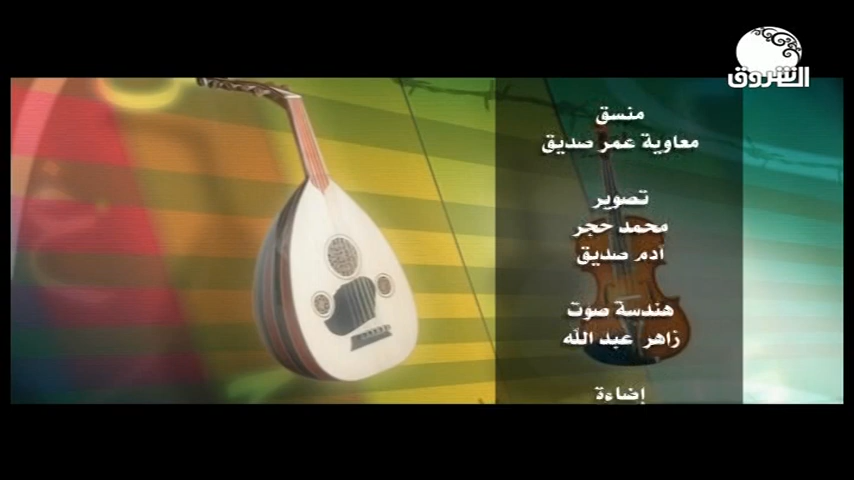 الشروق
منسق
معاوية عمر صديق
تصوير
محمد حجر
ادم صديق
هندسة صوت
زاهر عبد الله
إضاءة